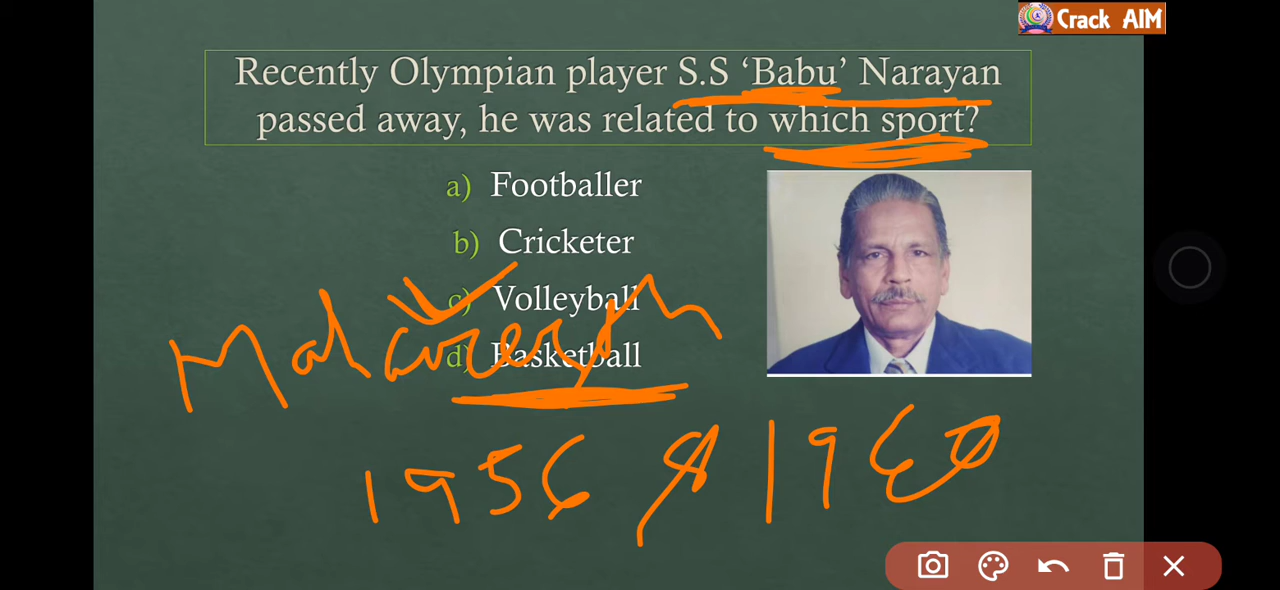 Crack AIM
Recently Olympian player S.S ‘Babu’ Narayan
passed away, he was related to which sport?
a) Footballer
b) Cricketer
c) Volleyball
d) Basketball
1956 & 1960